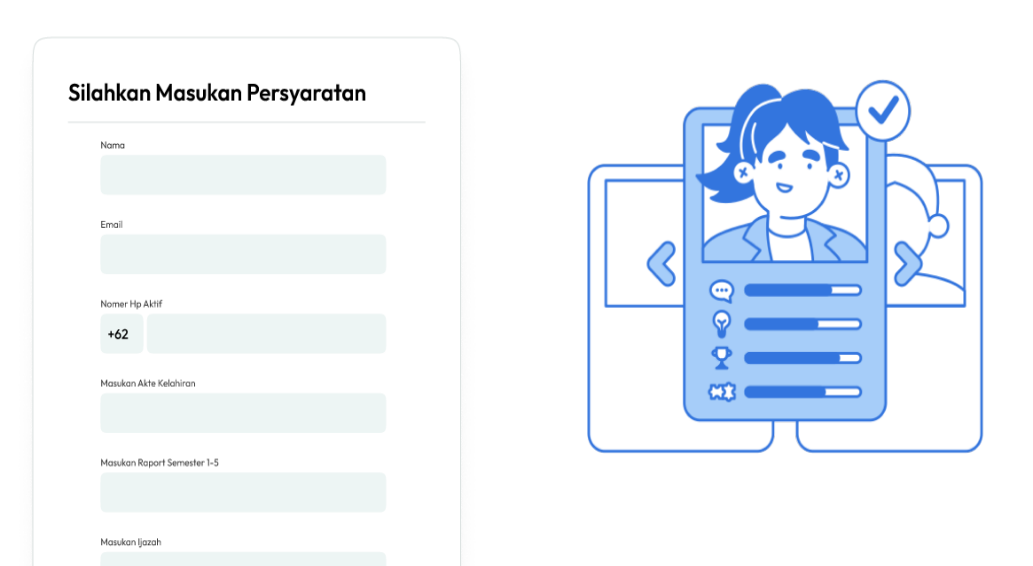 Silahkan Masukan Persyaratan
Nama
Email
Nomer Hp Aktif
+62
Masukan Akte Kelahiran
Masukan Raport Semester 1-5
Masukan Ijazah